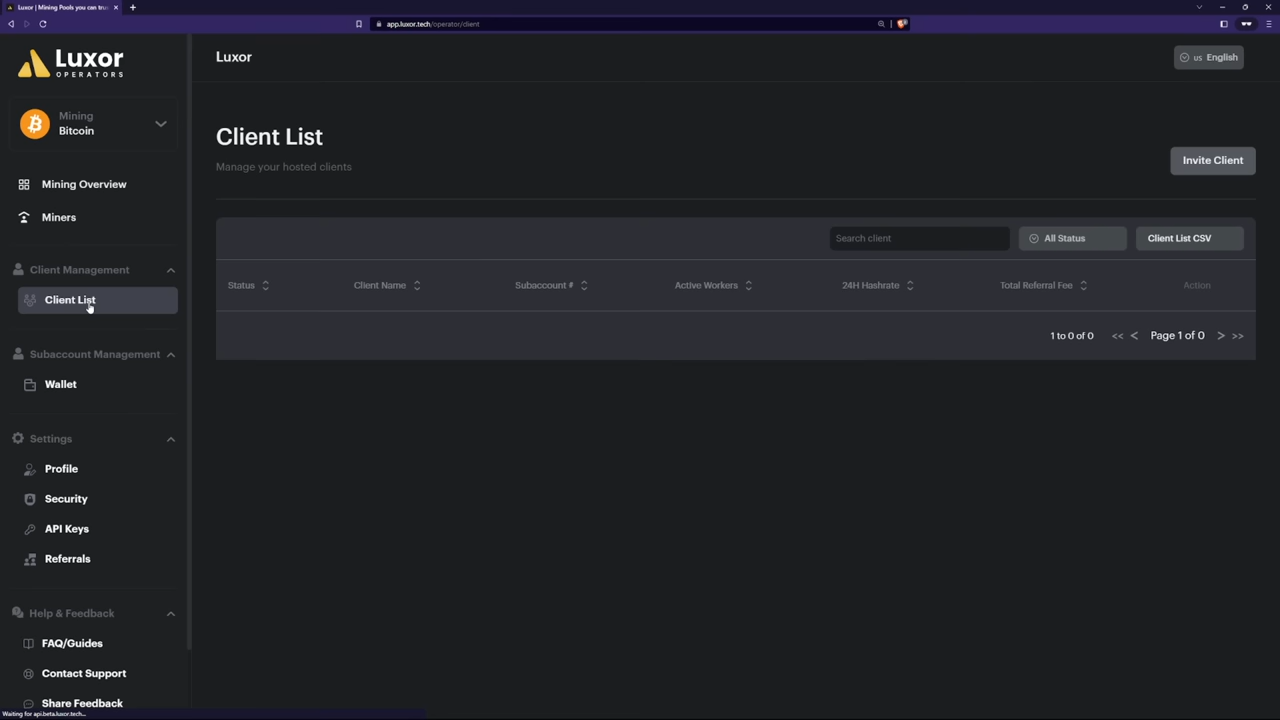 Luxor | Mining Pools you can tru
app.luxor.tech/operator/client
Luxor
OPERATORS
Mining
Bitcoin
Mining Overview
Miners
Client Management
Client List
Subaccount Management
Wallet
Settings
Profile
Security
API Keys
Referrals
Help & Feedback
FAQ/Guides
Contact Support
Share Feedback
Waiting for api.beta.luxor.tech...
Luxor
us English
Client List
Manage your hosted clients
Invite Client
Search client
All Status
Client List CSV
Status
Client Name
Subaccount #
Active Workers
24H Hashrate
Total Referral Fee
Action
1 to 0 of 0
<< < Page 1 of 0 > >>